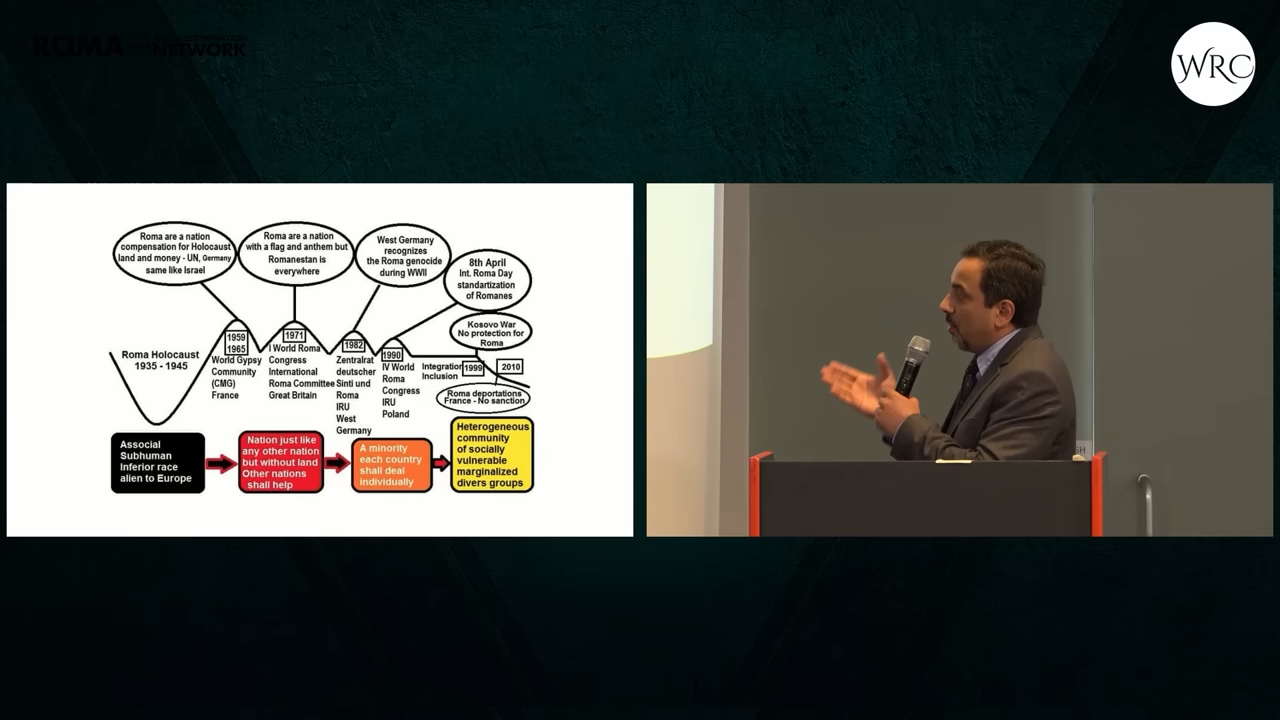 ROMA
NETWORK
WRC
Roma are a nation
compensation for Holocaust
land and money - UN, Germany
same like Israel
Roma are a nation
with a flag and anthem but
Romanestan is
everywhere
West Germany
recognizes
the Roma genocide
during WWII
8th April
Int. Roma Day
standartization
of Romanes
Kosovo War
No protection for
Roma
Roma Holocaust
1935 - 1945
1959
1965
World Gypsy
Community
(CMG)
France
1971
I World Roma
Congress
International
Roma Committee
Great Britain
1982
Zentralrat
deutscher
Sinti und
Roma
IRU
West
Germany
1990
IV World
Roma
Congress
IRU
Poland
Integration
Inclusion
1999
2010
Roma deportations
France - No sanction
Associal
Subhuman
Inferior race
alien to Europe
Nation just like
any other nation
but without land
Other nations
shall help
A minority
each country
shall deal
individually
Heterogeneous
community
of socially
vulnerable
marginalized
divers groups